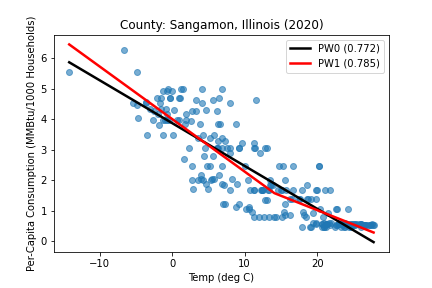 County: Sangamon, Illinois (2020)
PW0 (0.772)
PW1 (0.785)
Per-Capita Consumption (MMBtu/1000 Households)
6
5
4
3
2
1
0
−10
0
10
20
Temp (deg C)